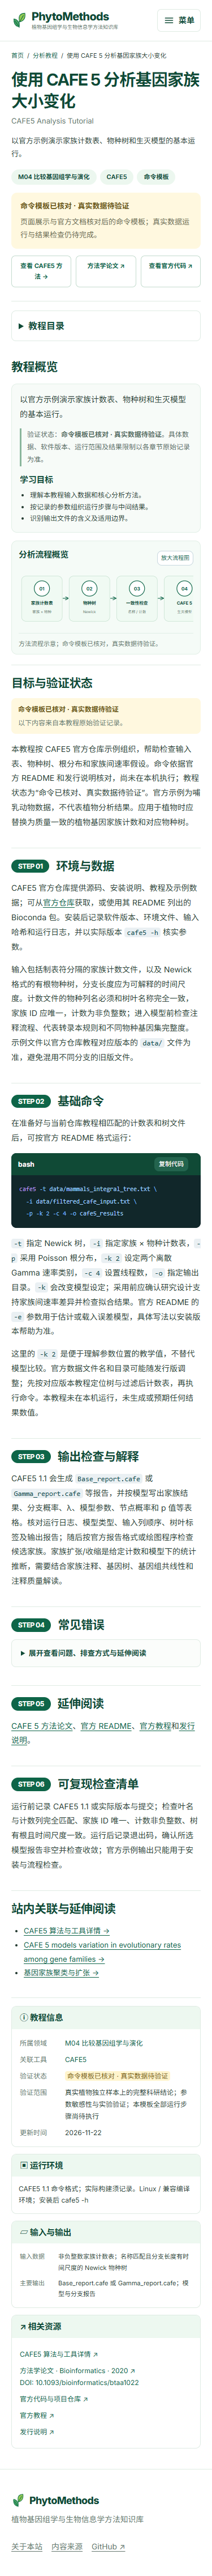 PhytoMethods
植物基因组学与生物信息学方法知识库
菜单
首页 / 分析教程 / 使用 CAFE 5 分析基因家族大小变化
使用 CAFE 5 分析基因家族
大小变化
CAFE5 Analysis Tutorial
以官方示例演示家族计数表、物种树和生灭模型的基本运
行。
M04 比较基因组学与演化
CAFE5
命令模板
命令模板已核对 · 真实数据待验证
页面展示与官方文档核对后的命令模板；真实数据运
行与结果检查仍待完成。
查看 CAFE5 方
法 →
方法学论文 ↗
查看官方代码 ↗
▶ 教程目录
教程概览
以官方示例演示家族计数表、物种树和生灭模型
的基本运行。
验证状态：命令模板已核对 · 真实数据待验证。具体数
据、软件版本、运行范围及结果限制以各章节原始记录
为准。
学习目标
理解本教程输入数据和核心分析方法。
按记录的参数组织运行步骤与中间结果。
识别输出文件的含义及适用边界。
分析流程概览
放大流程图
01
家族计数表
02
物种树
Newick
03
一致性检查
04
CAFE 5
方法流程示意；命令模板已核对，真实数据待验证。
目标与验证状态
命令模板已核对 · 真实数据待验证
以下内容来自本教程原始验证记录。
本教程按 CAFE5 官方仓库示例组织，帮助检查输入
表、物种树、根分布和家族间速率假设。命令依据官
方 README 和发行说明核对，尚未在本机执行；教程
状态为“命令已核对、真实数据待验证”。官方示例为哺
乳动物数据，不代表植物分析结果。应用于植物时应
替换为质量一致的植物基因家族计数和对应物种树。
STEP 01 环境与数据
CAFE5 官方仓库提供源码、安装说明、教程及示例数
据；可从官方仓库获取，或使用其 README 列出的
Bioconda 包。安装后记录软件版本、环境文件、输入
哈希和运行日志，并以实际版本 cafe5 -h 核实参
数。
输入包括制表符分隔的家族计数文件，以及 Newick
格式的有根物种树，分支长度应为可解释的时间尺
度。计数文件的物种列名必须和树叶名称完全一致，
家族 ID 应唯一，计数为非负整数；进入模型前应检查
注释流程、代表转录本规则和不同物种基因集完整度。
示例文件以官方仓库教程对应版本的 data/ 文件为
准，避免混用不同分支的旧版文件。
STEP 02 基础命令
在准备好与当前仓库教程相匹配的计数表和树文件
后，可按官方 README 格式运行：
bash
复制代码
cafe5 -t data/mammals_integral_tree.txt \
-i data/filtered_cafe_input.txt \
-p -k 2 -c 4 -o cafe5_results
-t 指定 Newick 树，-i 指定家族 × 物种计数表，-
p 采用 Poisson 根分布，-k 2 设定两个离散
Gamma 速率类别，-c 4 设置线程数，-o 指定输出
目录。-k 会改变模型设定；采用前应确认研究设计支
持家族间速率差异并检查拟合结果。官方 README 的
-e 参数用于估计或载入误差模型，具体写法以安装版
本帮助为准。
这里的 -k 2 是便于理解参数位置的教学值，不替代
模型比较。官方数据文件名和目录可能随发行版调
整；先按对应版本教程定位树与过滤后计数表，再执
行命令。本教程未在本机运行，未生成或预期任何结
果数值。
STEP 03 输出检查与解释
CAFE5 1.1 会生成 Base_report.cafe 或
Gamma_report.cafe 等报告，并按模型写出家族结
果、分支概率、λ、模型参数、节点概率和 p 值等表
格。核对运行日志、模型类型、输入列顺序、树叶标
签及输出报告；随后按官方报告格式或绘图程序检查
候选家族。家族扩张/收缩是给定计数和模型下的统计
推断，需要结合家族注释、基因树、基因组共线性和
注释质量解读。
STEP 04 常见错误
▶ 展开查看问题、排查方式与延伸阅读
STEP 05 延伸阅读
CAFE 5 方法论文、官方 README、官方教程和发行
说明。
STEP 06 可复现检查清单
运行前记录 CAFE5 1.1 或实际版本与提交；检查叶名
与计数列完全匹配、家族 ID 唯一、计数非负整数、树
有根且时间尺度一致。运行后记录退出码，确认所选
模型报告非空并检查收敛；官方示例输出只能用于安
装与流程检查。
站内关联与延伸阅读
CAFE5 算法与工具详情 →
CAFE 5 models variation in evolutionary rates
among gene families →
基因家族聚类与扩张 →
教程信息
所属领域 M04 比较基因组学与演化
关联工具 CAFE5
验证状态 命令模板已核对 · 真实数据待验证
验证范围 真实植物独立样本上的完整科研结论；参
数敏感性与实验验证；本模板全部运行步
骤尚待执行
更新时间 2026-11-22
运行环境
CAFE5 1.1 命令格式；实际构建须记录。Linux / 兼容编译
环境；安装后 cafe5 -h
输入与输出
输入数据 非负整数家族计数表；名称匹配且分支长度有时
间尺度的 Newick 物种树
主要输出 Base_report.cafe 或 Gamma_report.cafe；模
型与分支报告
↗ 相关资源
CAFE5 算法与工具详情 ↗
方法学论文 · Bioinformatics · 2020 ↗
DOI: 10.1093/bioinformatics/btaa1022
官方代码与项目仓库 ↗
官方教程 ↗
发行说明 ↗
PhytoMethods
植物基因组学与生物信息学方法知识库
关于本站 内容来源 GitHub ↗